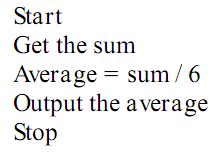 Start
Get the sum
Average = sum / 6
Output the average
Stop